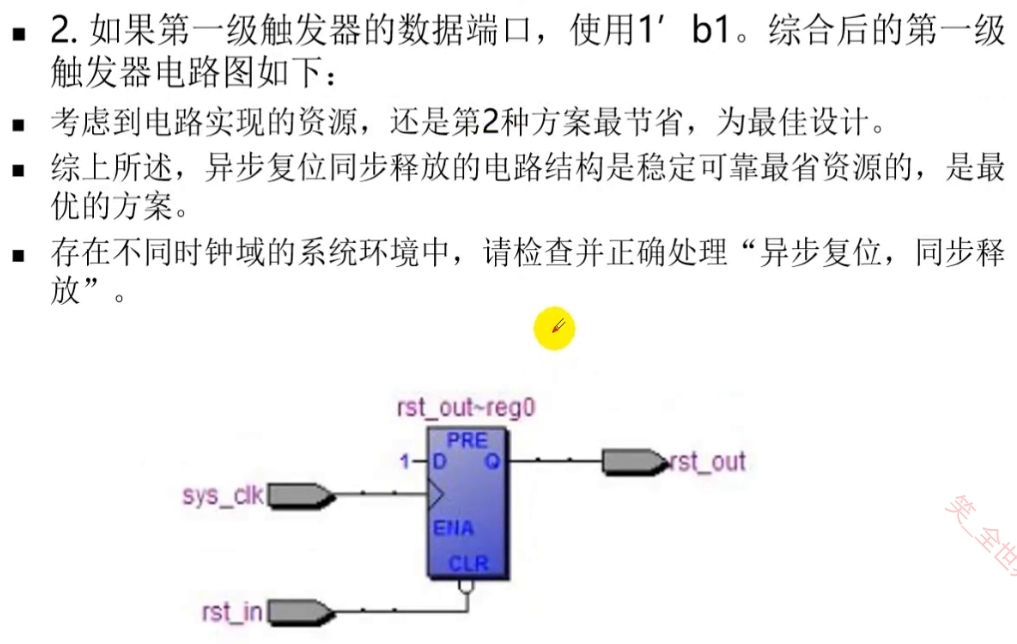 2. 如果第一级触发器的数据端口，使用1’b1。综合后的第一级
触发器电路图如下：
考虑到电路实现的资源，还是第2种方案最节省，为最佳设计。
综上所述，异步复位同步释放的电路结构是稳定可靠最省资源的，是最
优的方案。
存在不同时钟域的系统环境中，请检查并正确处理“异步复位，同步释
放”。
rst_out~reg0
PRE
1 D Q
rst_out
sys_clk
ENA
CLR
rst_in
笑_全世